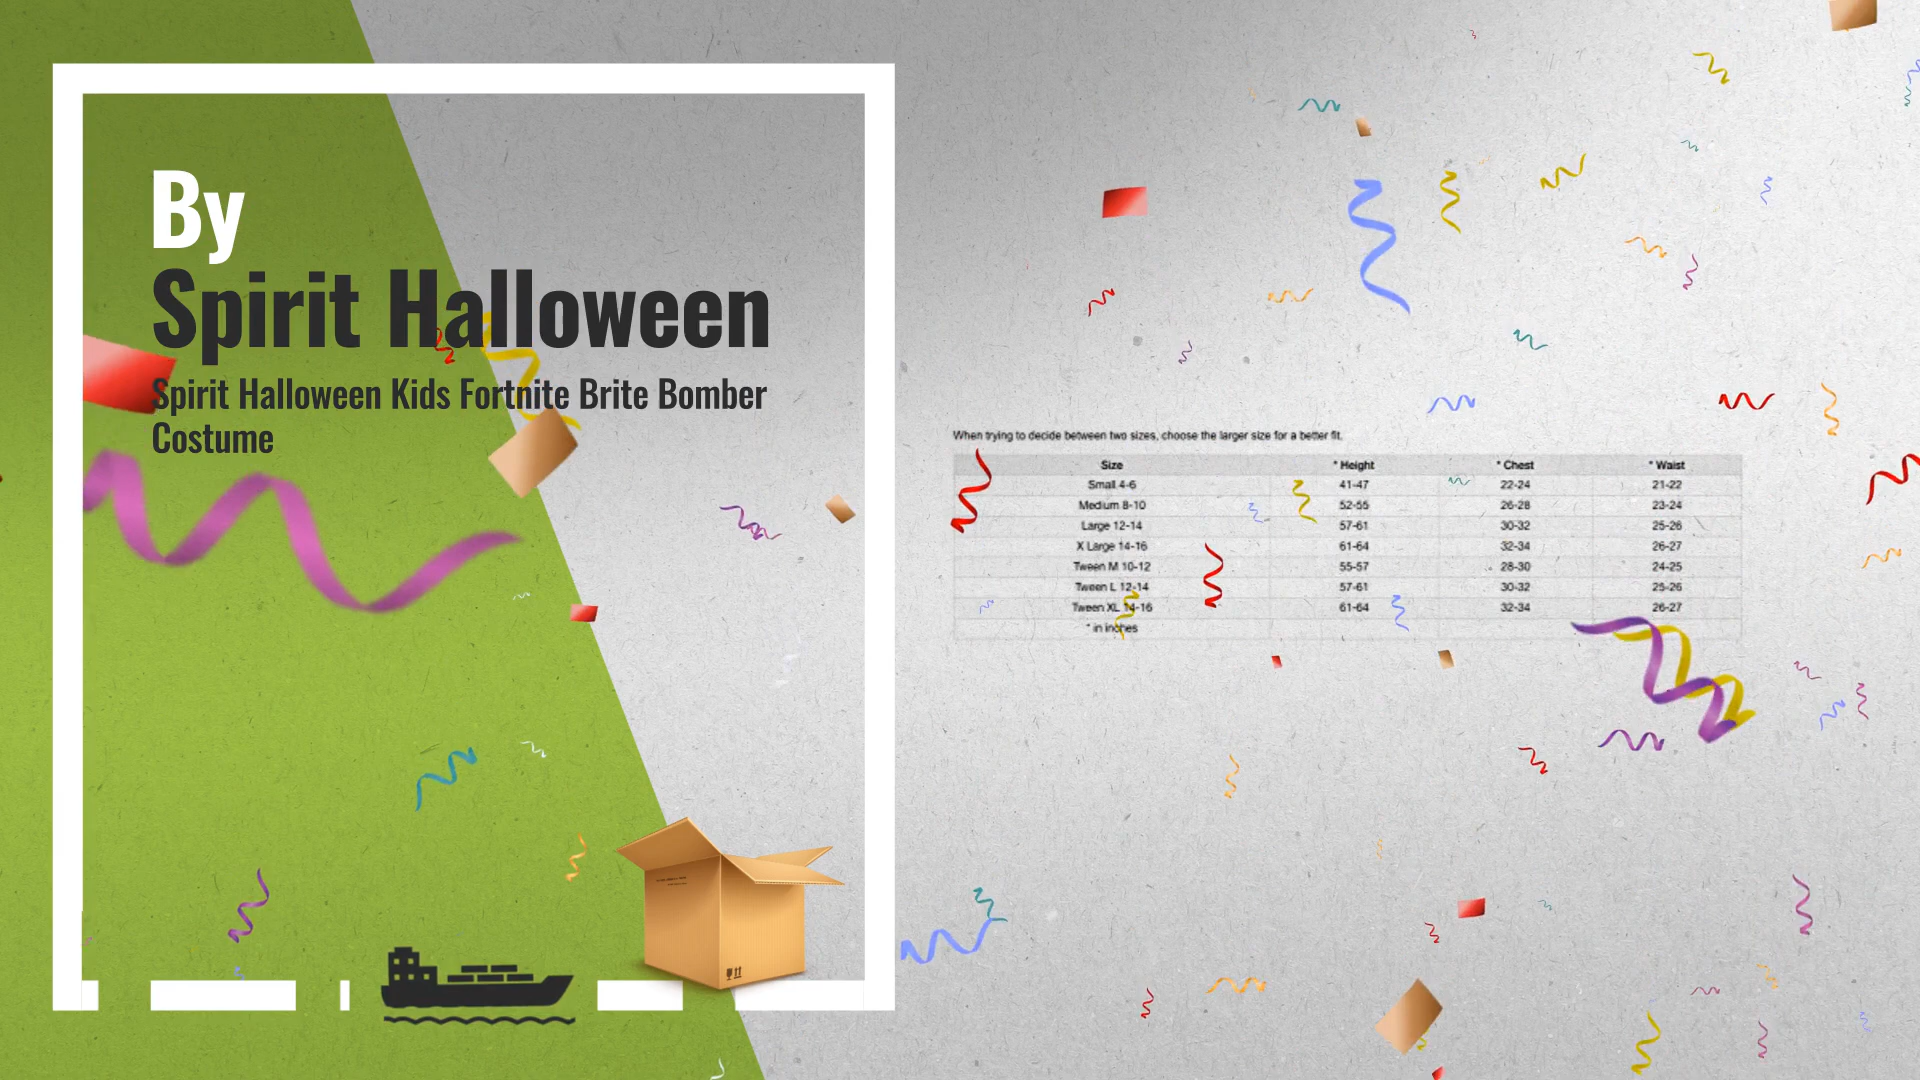 By
Spirit Halloween
Spirit Halloween Kids Fortnite Brite Bomber
Costume
When trying to decide between two sizes, choose the larger size for a better fit.
Size * Height * Chest * Waist
Small 4-6 41-47 22-24 21-22
Medium 8-10 52-55 26-28 23-24
Large 12-14 57-61 30-32 25-26
X Large 14-16 61-64 32-34 26-27
Tween M 10-12 55-57 28-30 24-25
Tween L 12-14 57-61 30-32 25-26
Tween XL 14-16 61-64 32-34 26-27
* in inches